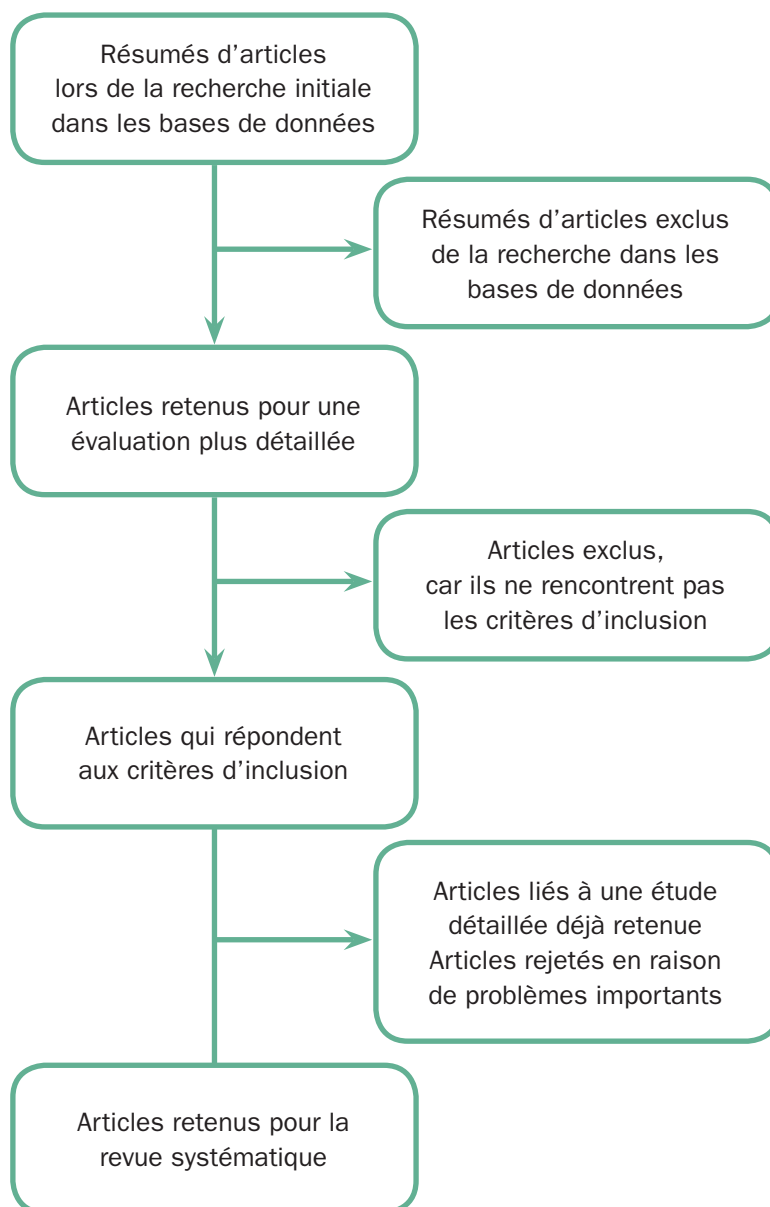 Résumés d’articles
lors de la recherche initiale
dans les bases de données
Résumés d’articles exclus
de la recherche dans les
bases de données
Articles retenus pour une
évaluation plus détaillée
Articles exclus,
car ils ne rencontrent pas
les critères d’inclusion
Articles qui répondent
aux critères d’inclusion
Articles liés à une étude
détaillée déjà retenue
Articles rejetés en raison
de problèmes importants
Articles retenus pour la
revue systématique